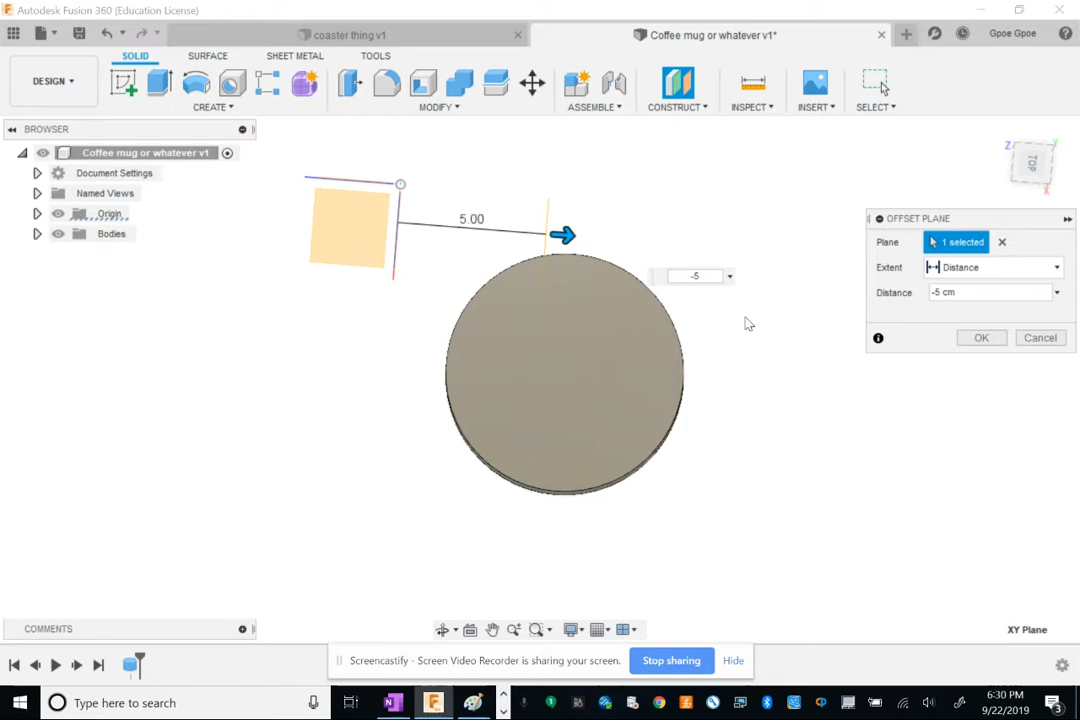 Autodesk Fusion 360 (Education License)
coaster thing v1
Coffee mug or whatever v1*
Gpoe Gpoe
SOLID SURFACE SHEET METAL TOOLS
DESIGN
CREATE MODIFY ASSEMBLE CONSTRUCT INSPECT INSERT SELECT
BROWSER
Coffee mug or whatever v1
Document Settings
Named Views
Origin
Bodies
5.00
-5
Z
Y
TOP
X
OFFSET PLANE
Plane 1 selected
Extent Distance
Distance -5 cm
OK Cancel
COMMENTS
XY Plane
Screencastify - Screen Video Recorder is sharing your screen. Stop sharing Hide
Type here to search
6:30 PM
9/22/2019
3